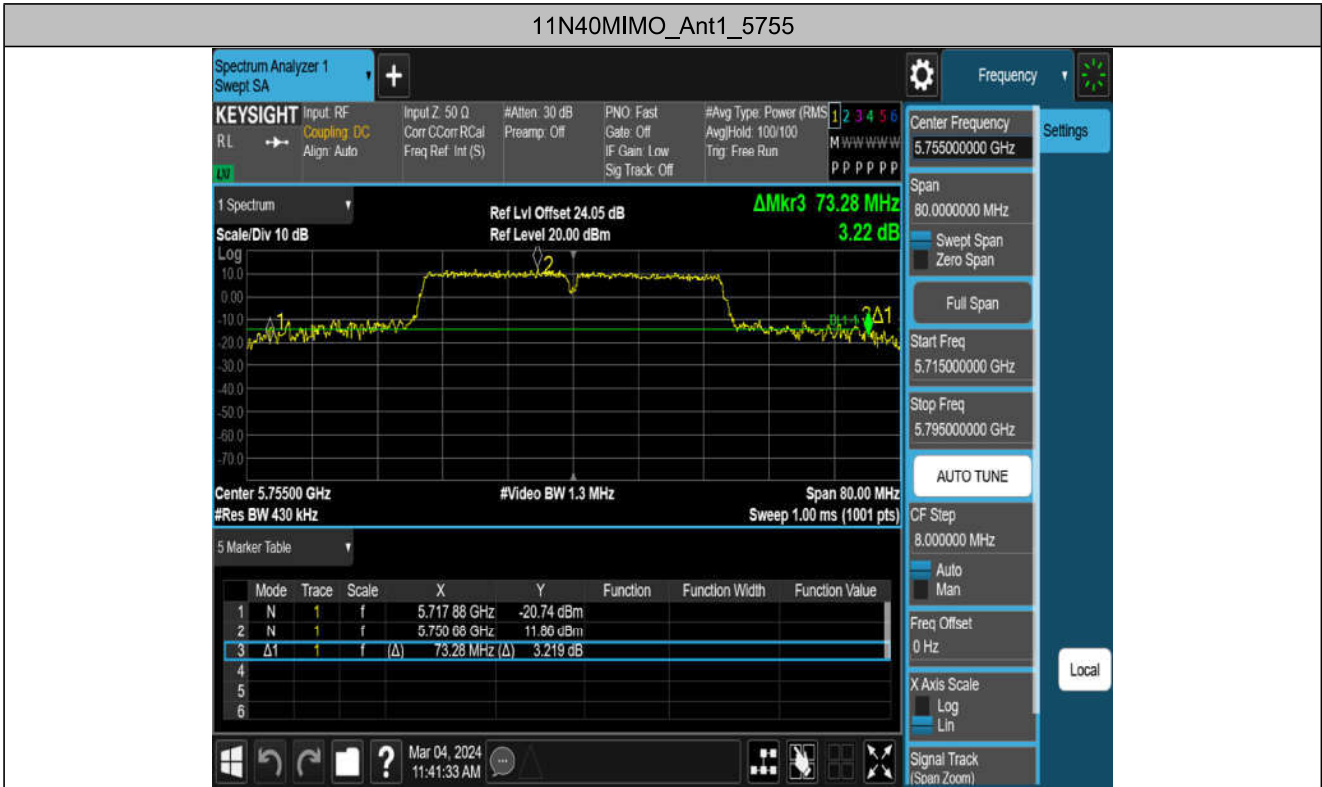 11N40MIMO_Ant1_5755
Spectrum Analyzer 1
Swept SA
+
Frequency
KEYSIGHT
RL
LXI
Input: RF
Coupling: DC
Align: Auto
Input Z: 50 Ω
Corr CCorr RCal
Freq Ref: Int (S)
#Atten: 30 dB
Preamp: Off
PNO: Fast
Gate: Off
IF Gain: Low
Sig Track: Off
#Avg Type: Power (RMS
Avg|Hold: 100/100
Trig: Free Run
1 2 3 4 5 6
M W W W W W
P P P P P P
Center Frequency
5.755000000 GHz
Settings
1 Spectrum
Scale/Div 10 dB
Ref Lvl Offset 24.05 dB
Ref Level 20.00 dBm
ΔMkr3 73.28 MHz
3.22 dB
Log
10.0
0.00
-10.0
-20.0
-30.0
-40.0
-50.0
-60.0
-70.0
1
2
3Δ1
Center 5.75500 GHz
#Video BW 1.3 MHz
Span 80.00 MHz
#Res BW 430 kHz
Sweep 1.00 ms (1001 pts)
Span
80.0000000 MHz
Swept Span
Zero Span
Full Span
Start Freq
5.715000000 GHz
Stop Freq
5.795000000 GHz
AUTO TUNE
CF Step
8.000000 MHz
Auto
Man
Freq Offset
0 Hz
X Axis Scale
Log
Lin
Signal Track
(Span Zoom)
Local
5 Marker Table
Mode Trace Scale X Y Function Function Width Function Value
1 N 1 f 5.717 88 GHz -20.74 dBm
2 N 1 f 5.750 68 GHz 11.86 dBm
3 Δ1 1 f (Δ) 73.28 MHz (Δ) 3.219 dB
4
5
6
?
Mar 04, 2024
11:41:33 AM